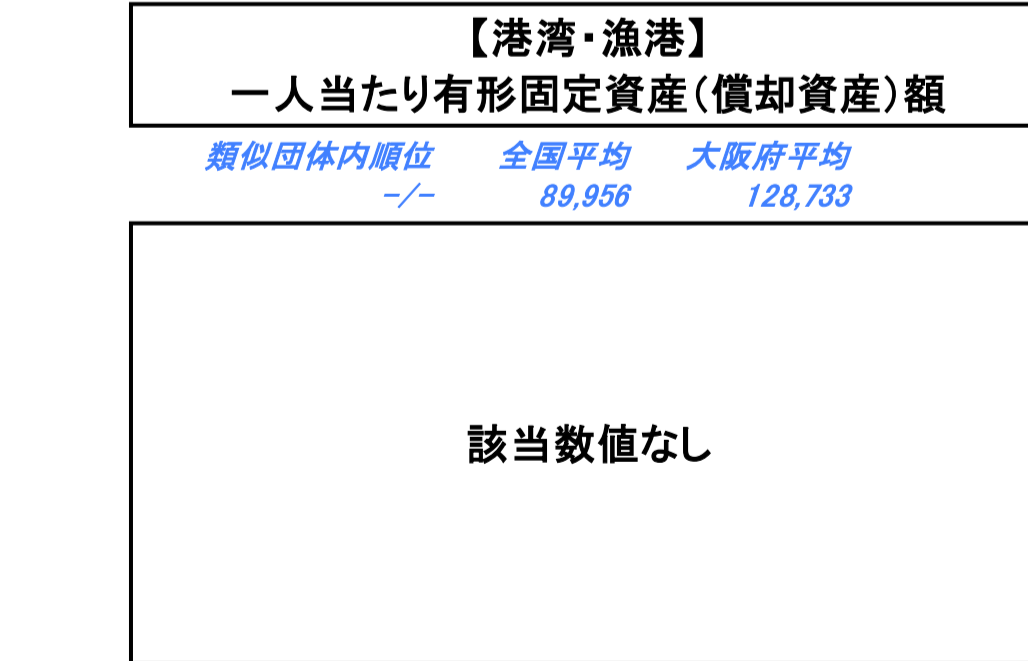 【港湾・漁港】
一人当たり有形固定資産(償却資産)額
類似団体内順位 全国平均 大阪府平均
-/- 89,956 128,733
該当数値なし